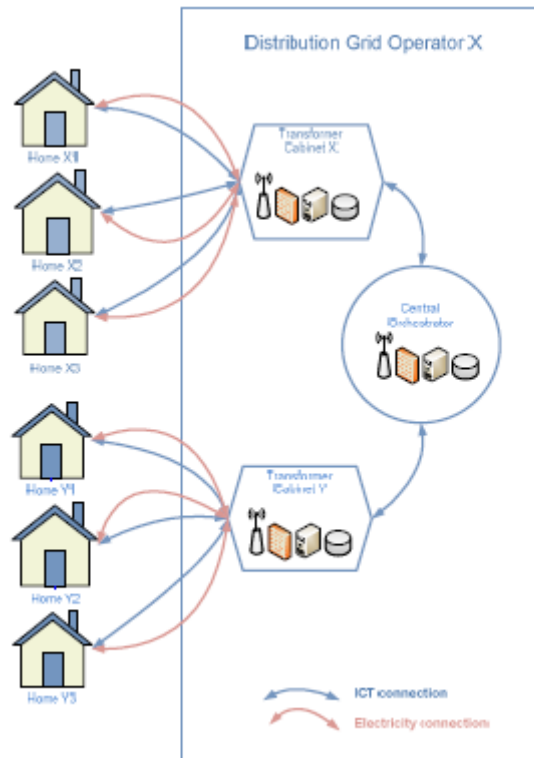 Distribution Grid Operator X
Home X1
Home X2
Home X3
Transformer
Cabinet X
Central
Orchestrator
Home Y1
Home Y2
Home Y3
Transformer
Cabinet Y
ICT connection
Electricity connection